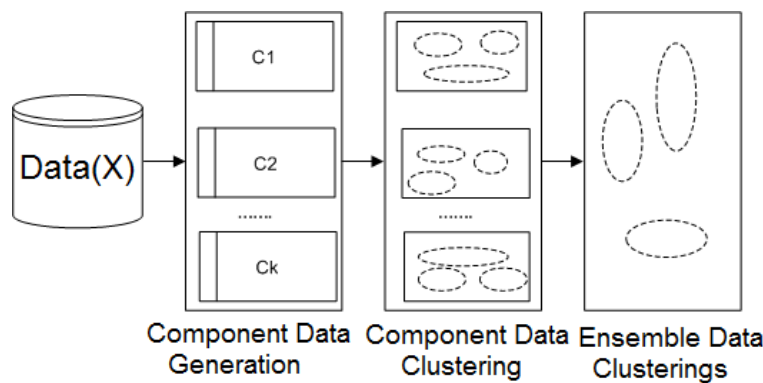 Data(X)
C1
C2
.......
Ck
.......
Component Data
Generation
Component Data
Clustering
Ensemble Data
Clusterings